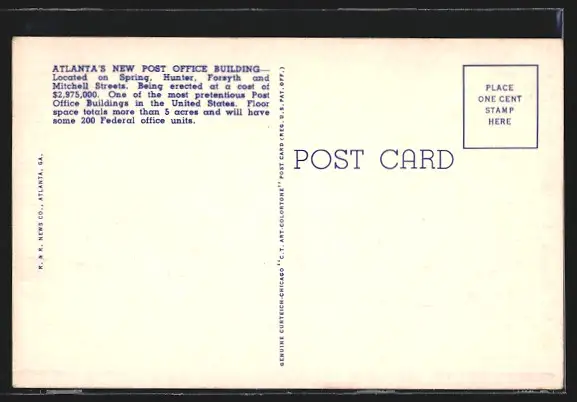 ATLANTA'S NEW POST OFFICE BUILDING—
Located on Spring, Hunter, Forsyth and
Mitchell Streets. Being erected at a cost of
$2,975,000. One of the most pretentious Post
Office Buildings in the United States. Floor
space totals more than 5 acres and will have
some 200 Federal office units.
R. & R. NEWS CO., ATLANTA, GA.
GENUINE CURTEICH-CHICAGO "C.T. ART-COLORTONE" POST CARD (REG. U.S. PAT. OFF.)
POST CARD
PLACE
ONE CENT
STAMP
HERE